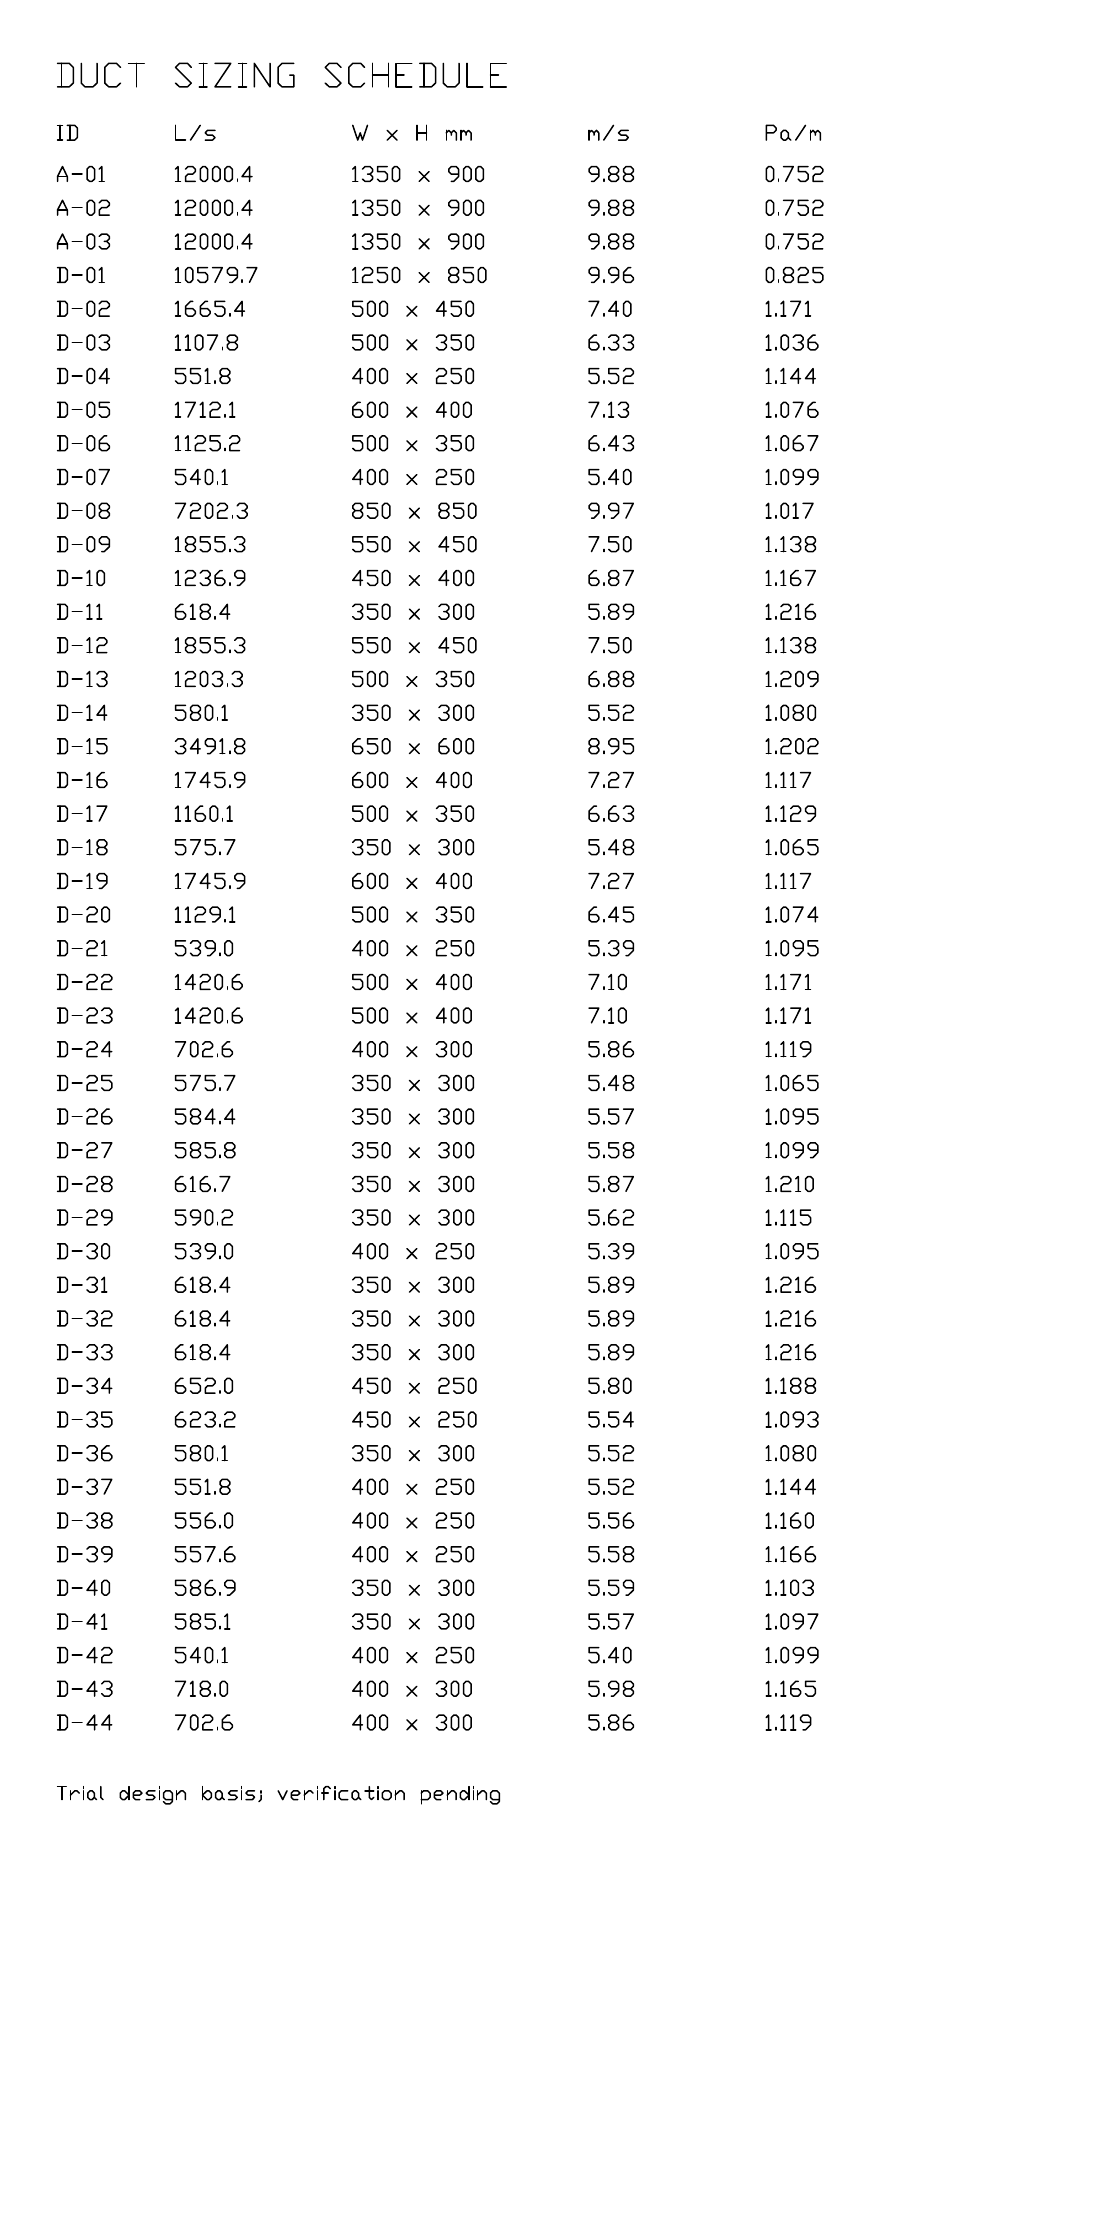 DUCT SIZING SCHEDULE
ID L/s W x H mm m/s Pa/m
A-01 12000.4 1350 x 900 9.88 0.752
A-02 12000.4 1350 x 900 9.88 0.752
A-03 12000.4 1350 x 900 9.88 0.752
D-01 10579.7 1250 x 850 9.96 0.825
D-02 1665.4 500 x 450 7.40 1.171
D-03 1107.8 500 x 350 6.33 1.036
D-04 551.8 400 x 250 5.52 1.144
D-05 1712.1 600 x 400 7.13 1.076
D-06 1125.2 500 x 350 6.43 1.067
D-07 540.1 400 x 250 5.40 1.099
D-08 7202.3 850 x 850 9.97 1.017
D-09 1855.3 550 x 450 7.50 1.138
D-10 1236.9 450 x 400 6.87 1.167
D-11 618.4 350 x 300 5.89 1.216
D-12 1855.3 550 x 450 7.50 1.138
D-13 1203.3 500 x 350 6.88 1.209
D-14 580.1 350 x 300 5.52 1.080
D-15 3491.8 650 x 600 8.95 1.202
D-16 1745.9 600 x 400 7.27 1.117
D-17 1160.1 500 x 350 6.63 1.129
D-18 575.7 350 x 300 5.48 1.065
D-19 1745.9 600 x 400 7.27 1.117
D-20 1129.1 500 x 350 6.45 1.074
D-21 539.0 400 x 250 5.39 1.095
D-22 1420.6 500 x 400 7.10 1.171
D-23 1420.6 500 x 400 7.10 1.171
D-24 702.6 400 x 300 5.86 1.119
D-25 575.7 350 x 300 5.48 1.065
D-26 584.4 350 x 300 5.57 1.095
D-27 585.8 350 x 300 5.58 1.099
D-28 616.7 350 x 300 5.87 1.210
D-29 590.2 350 x 300 5.62 1.115
D-30 539.0 400 x 250 5.39 1.095
D-31 618.4 350 x 300 5.89 1.216
D-32 618.4 350 x 300 5.89 1.216
D-33 618.4 350 x 300 5.89 1.216
D-34 652.0 450 x 250 5.80 1.188
D-35 623.2 450 x 250 5.54 1.093
D-36 580.1 350 x 300 5.52 1.080
D-37 551.8 400 x 250 5.52 1.144
D-38 556.0 400 x 250 5.56 1.160
D-39 557.6 400 x 250 5.58 1.166
D-40 586.9 350 x 300 5.59 1.103
D-41 585.1 350 x 300 5.57 1.097
D-42 540.1 400 x 250 5.40 1.099
D-43 718.0 400 x 300 5.98 1.165
D-44 702.6 400 x 300 5.86 1.119
Trial design basis; verification pending